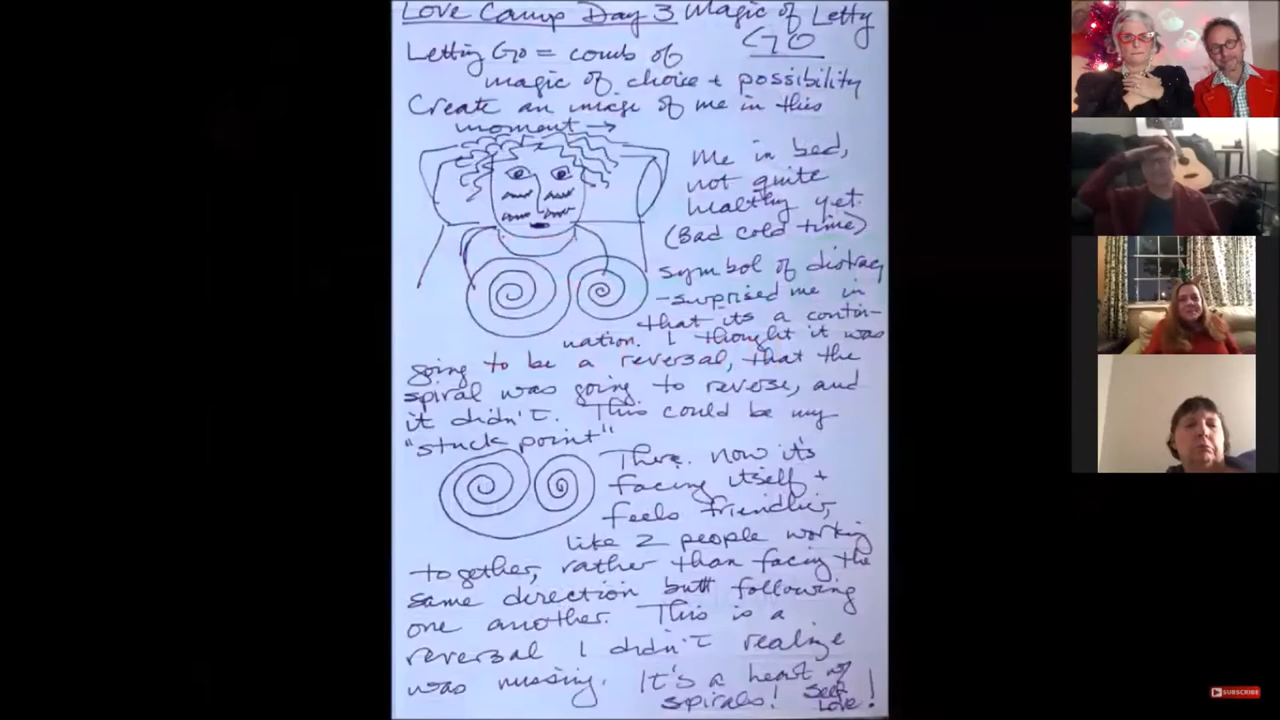 Love Camp Day 3 Magic of Letty
GO
Letting Go = comb of
magic of choice + possibility
Create an image of me in this
moment →
Me in bed,
not quite
healthy yet.
(Bad cold time)
symbol of distrac
- surprised me in
that its a contin-
uation. I thought it was
going to be a reversal, that the
spiral was going to reverse, and
it didn't. This could be my
"stuck point"
There. now it's
facing itself +
feels friendlier,
like 2 people working
together, rather than facing the
same direction but following
one another. This is a
reversal I didn't realize
was missing. It's a heart w/
spirals! Self
Love!
SUBSCRIBE